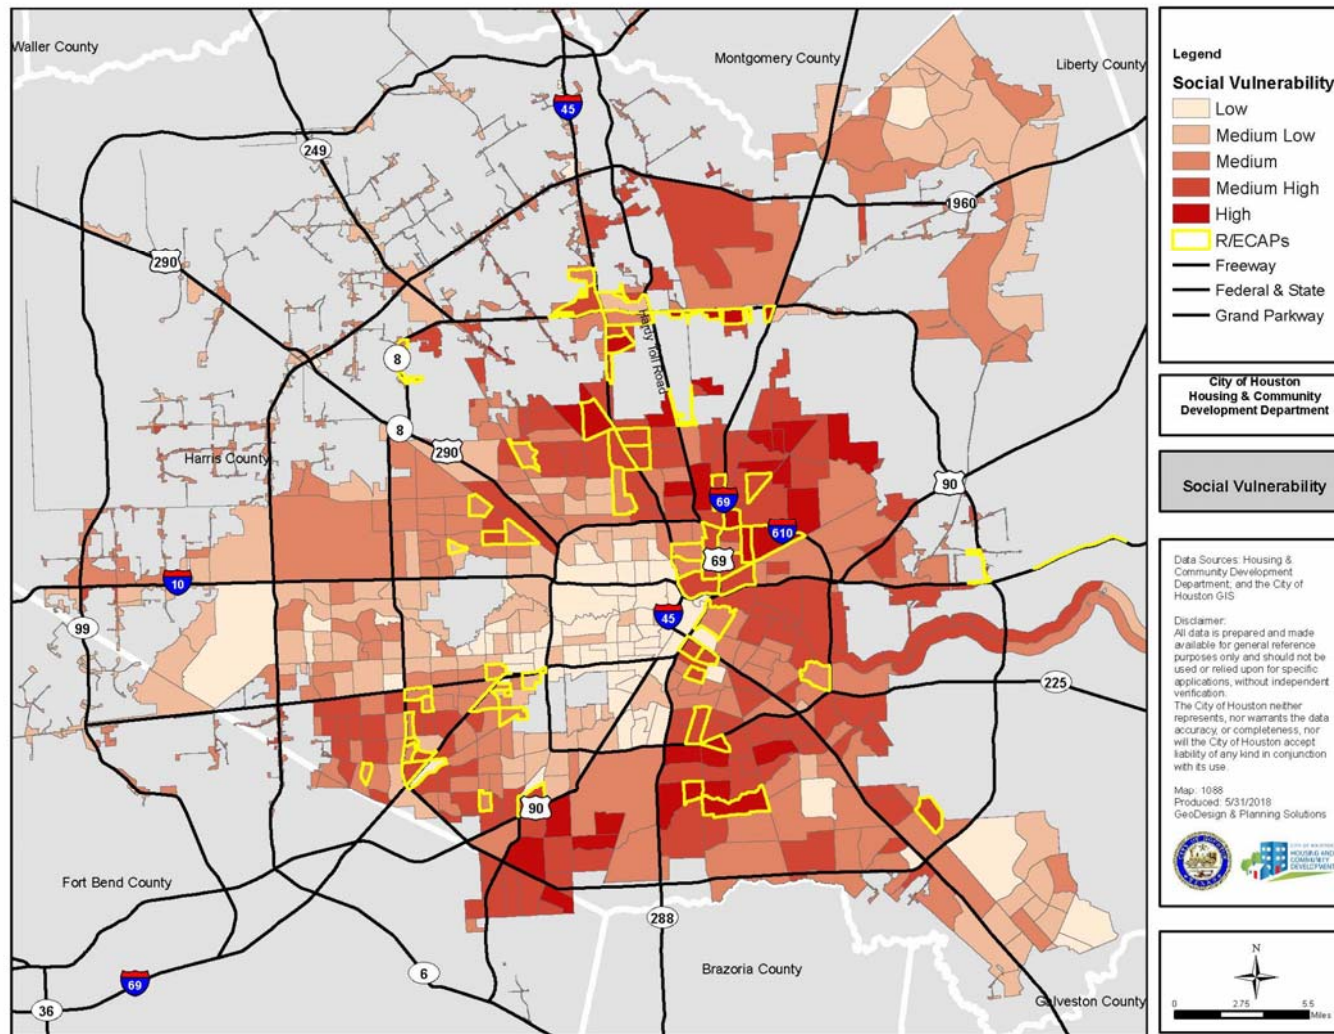 Waller County
Montgomery County
Liberty County
45
249
1960
290
Hardy Toll Road
8
8
290
Harris County
90
69
610
69
10
45
99
225
90
Fort Bend County
288
Brazoria County
6
69
36
Galveston County
Legend
Social Vulnerability
Low
Medium Low
Medium
Medium High
High
R/ECAPs
Freeway
Federal & State
Grand Parkway
City of Houston
Housing & Community
Development Department
Social Vulnerability
Data Sources: Housing &
Community Development
Department, and the City of
Houston GIS
Disclaimer:
All data is prepared and made
available for general reference
purposes only and should not be
used or relied upon for specific
applications, without independent
verification.
The City of Houston neither
represents, nor warrants the data
accuracy, or completeness, nor
will the City of Houston accept
liability of any kind in conjunction
with its use.
Map: 1088
Produced: 5/31/2018
GeoDesign & Planning Solutions
CITY OF HOUSTON
HOUSING AND
COMMUNITY
DEVELOPMENT
N
0 2.75 5.5
Miles